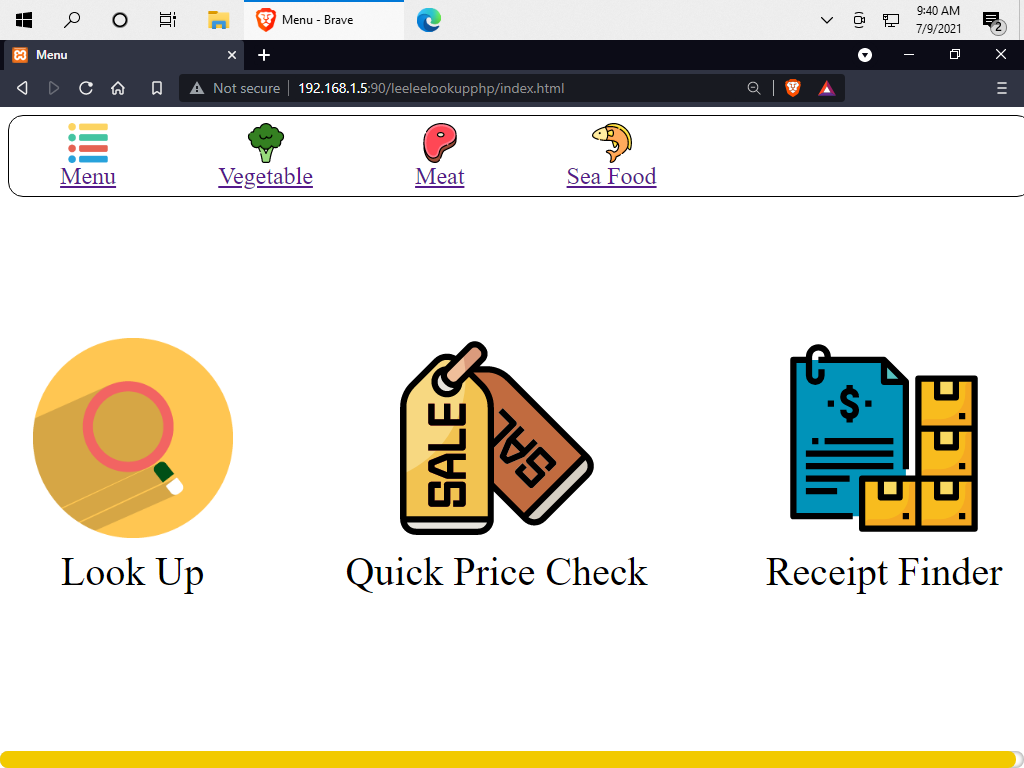 Menu - Brave
9:40 AM
7/9/2021
2
Menu
Not secure 192.168.1.5:90/leeleelookupphp/index.html
Menu Vegetable Meat Sea Food
SALE SAL $
Look Up Quick Price Check Receipt Finder